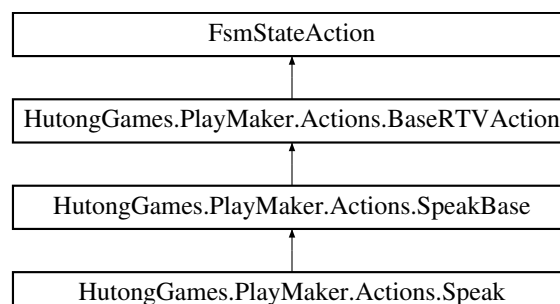 FsmStateAction
HutongGames.PlayMaker.Actions.BaseRTVAction
HutongGames.PlayMaker.Actions.SpeakBase
HutongGames.PlayMaker.Actions.Speak